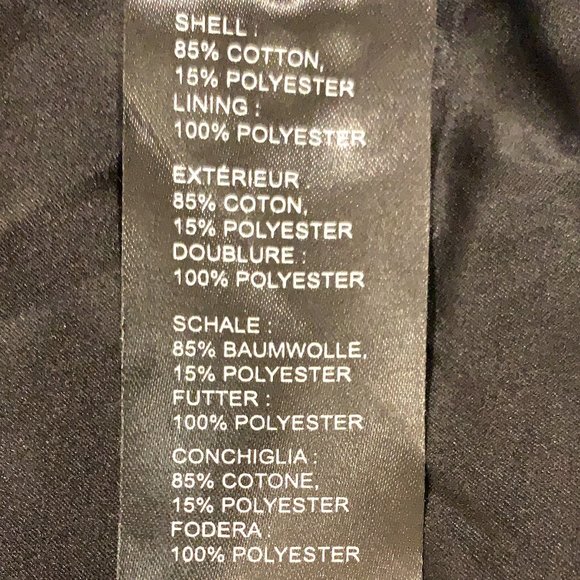 SHELL :
85% COTTON,
15% POLYESTER
LINING :
100% POLYESTER
EXTÉRIEUR :
85% COTON,
15% POLYESTER
DOUBLURE :
100% POLYESTER
SCHALE :
85% BAUMWOLLE,
15% POLYESTER
FUTTER :
100% POLYESTER
CONCHIGLIA :
85% COTONE,
15% POLYESTER
FODERA :
100% POLYESTER